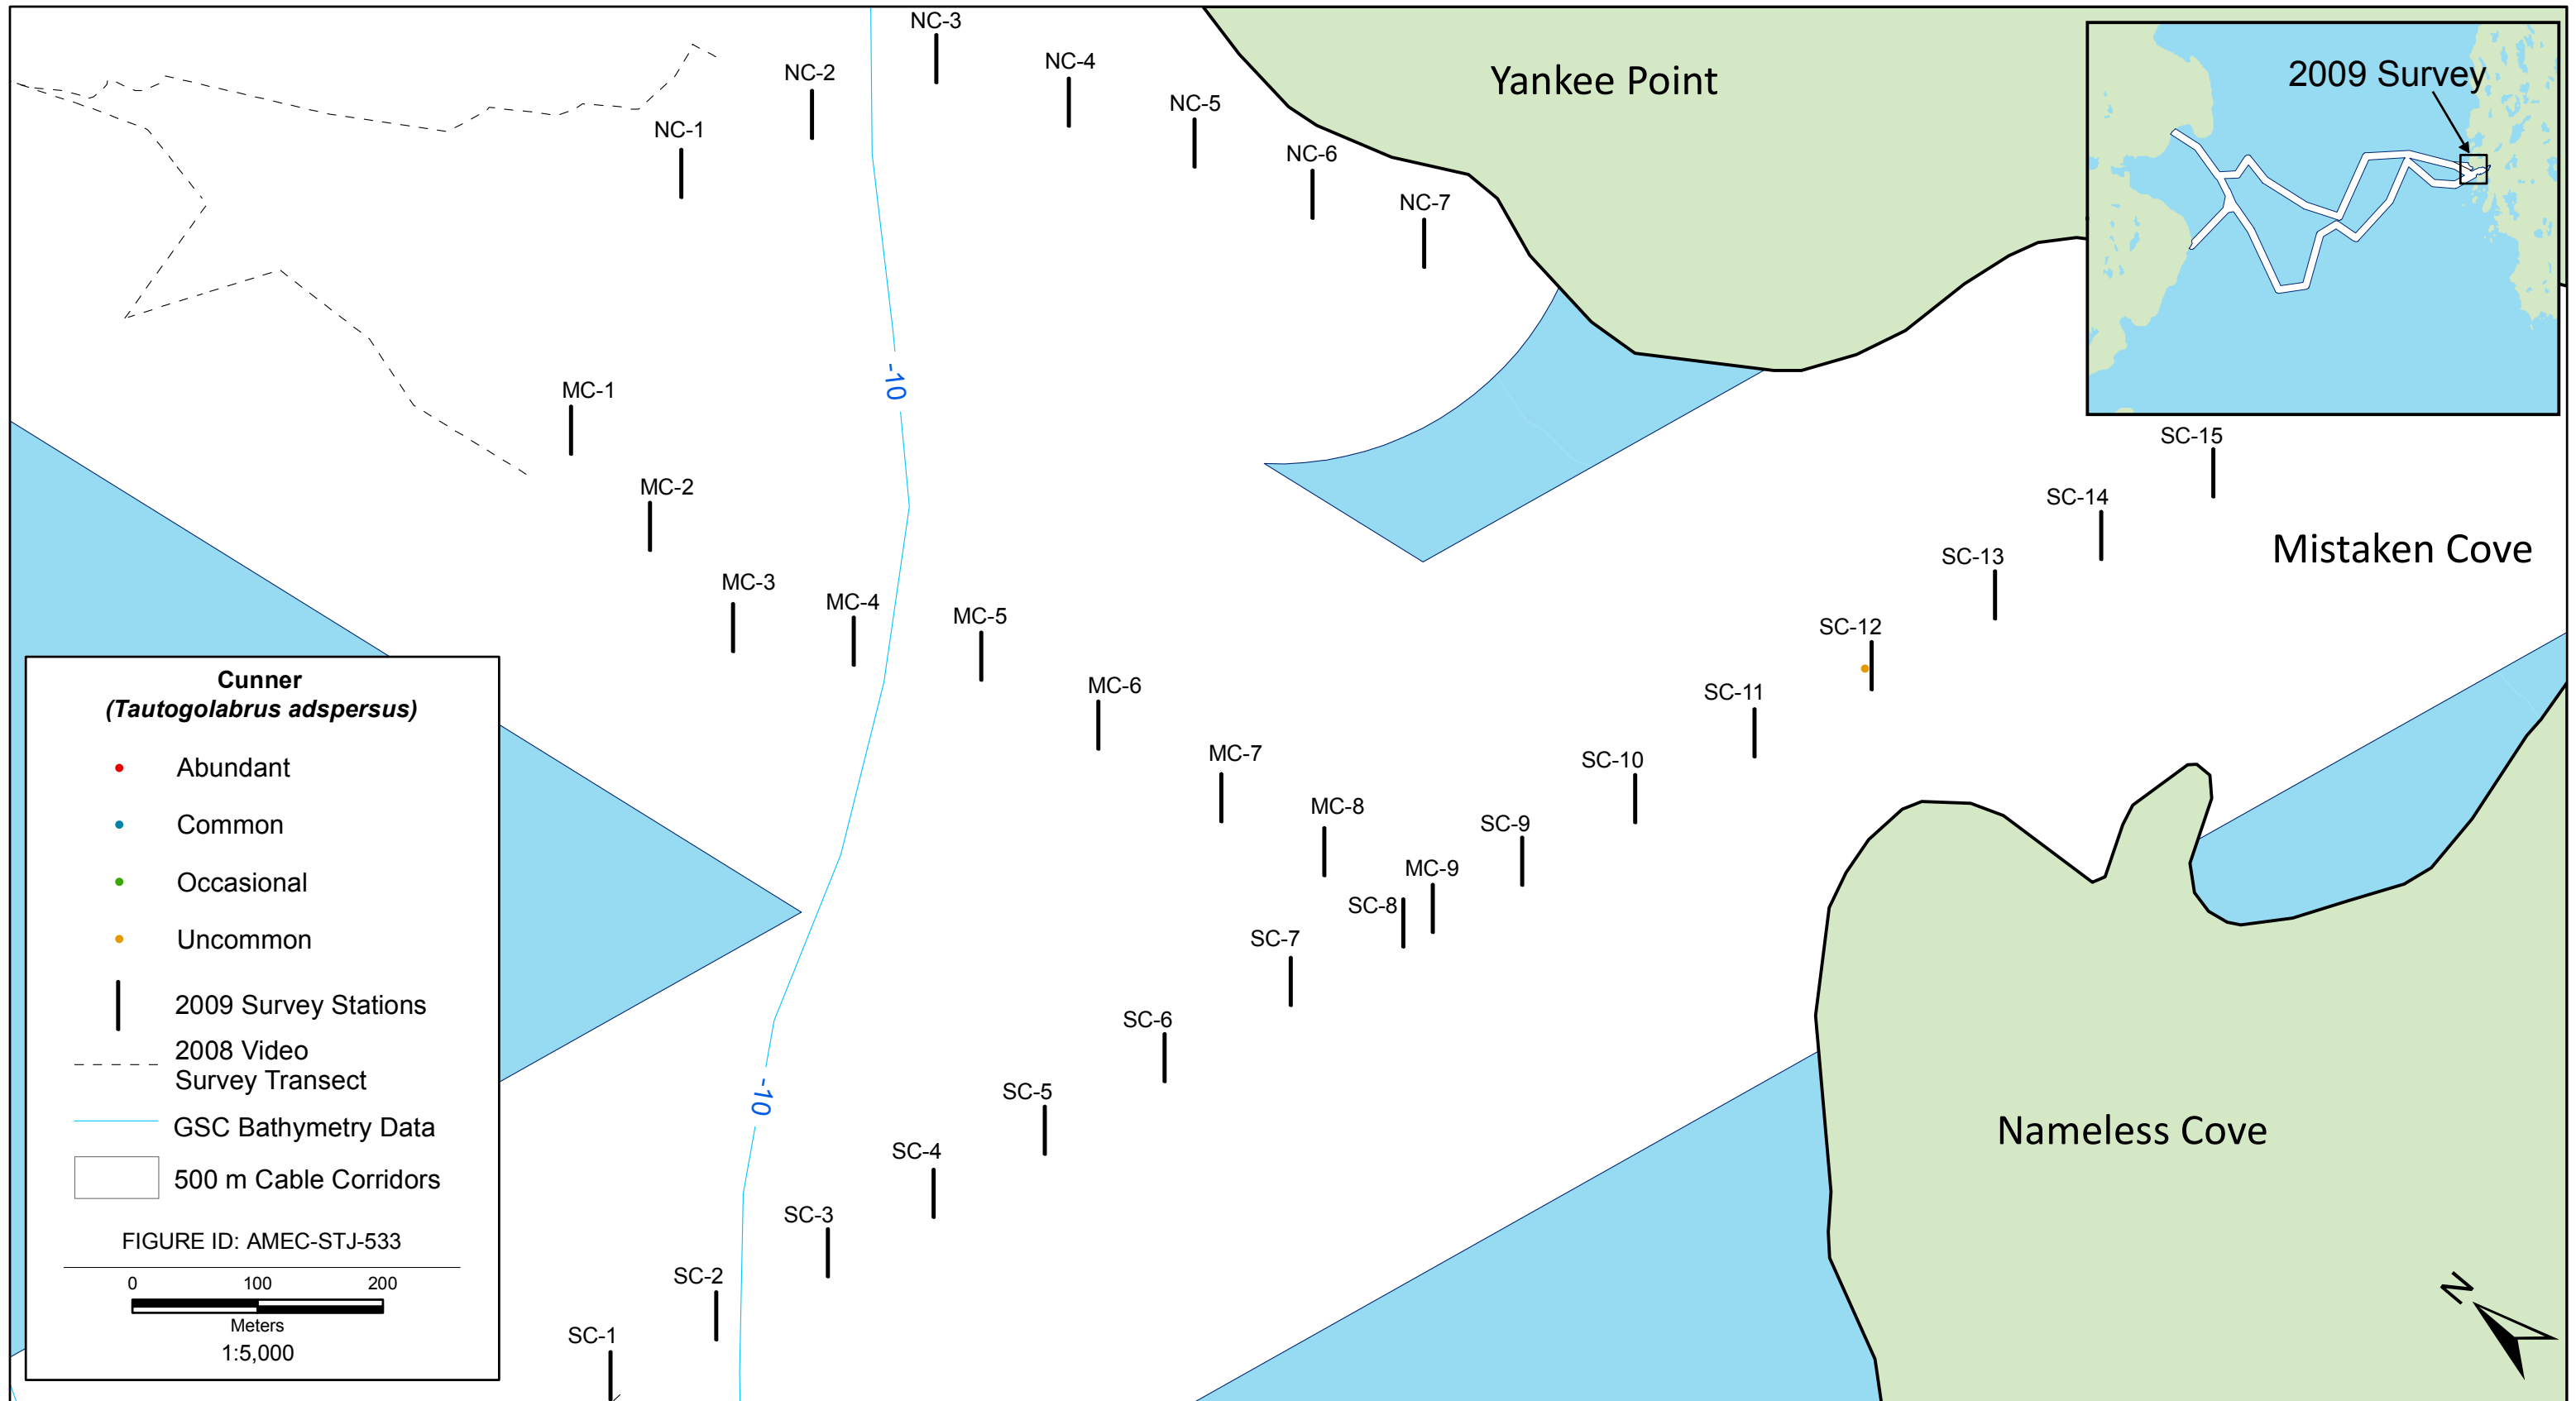 NC-3
NC-4
NC-2
NC-5
NC-1
NC-6
NC-7
Yankee Point
2009 Survey
MC-1
-10
MC-2
MC-3
MC-4
MC-5
MC-6
MC-7
MC-8
MC-9
SC-15
SC-14
Mistaken Cove
SC-13
SC-12
SC-11
SC-10
SC-9
SC-8
SC-7
SC-6
SC-5
SC-4
SC-3
SC-2
SC-1
-10
Nameless Cove
N
Cunner
(Tautogolabrus adspersus)
Abundant
Common
Occasional
Uncommon
2009 Survey Stations
2008 Video
Survey Transect
GSC Bathymetry Data
500 m Cable Corridors
FIGURE ID: AMEC-STJ-533
0 100 200
Meters
1:5,000